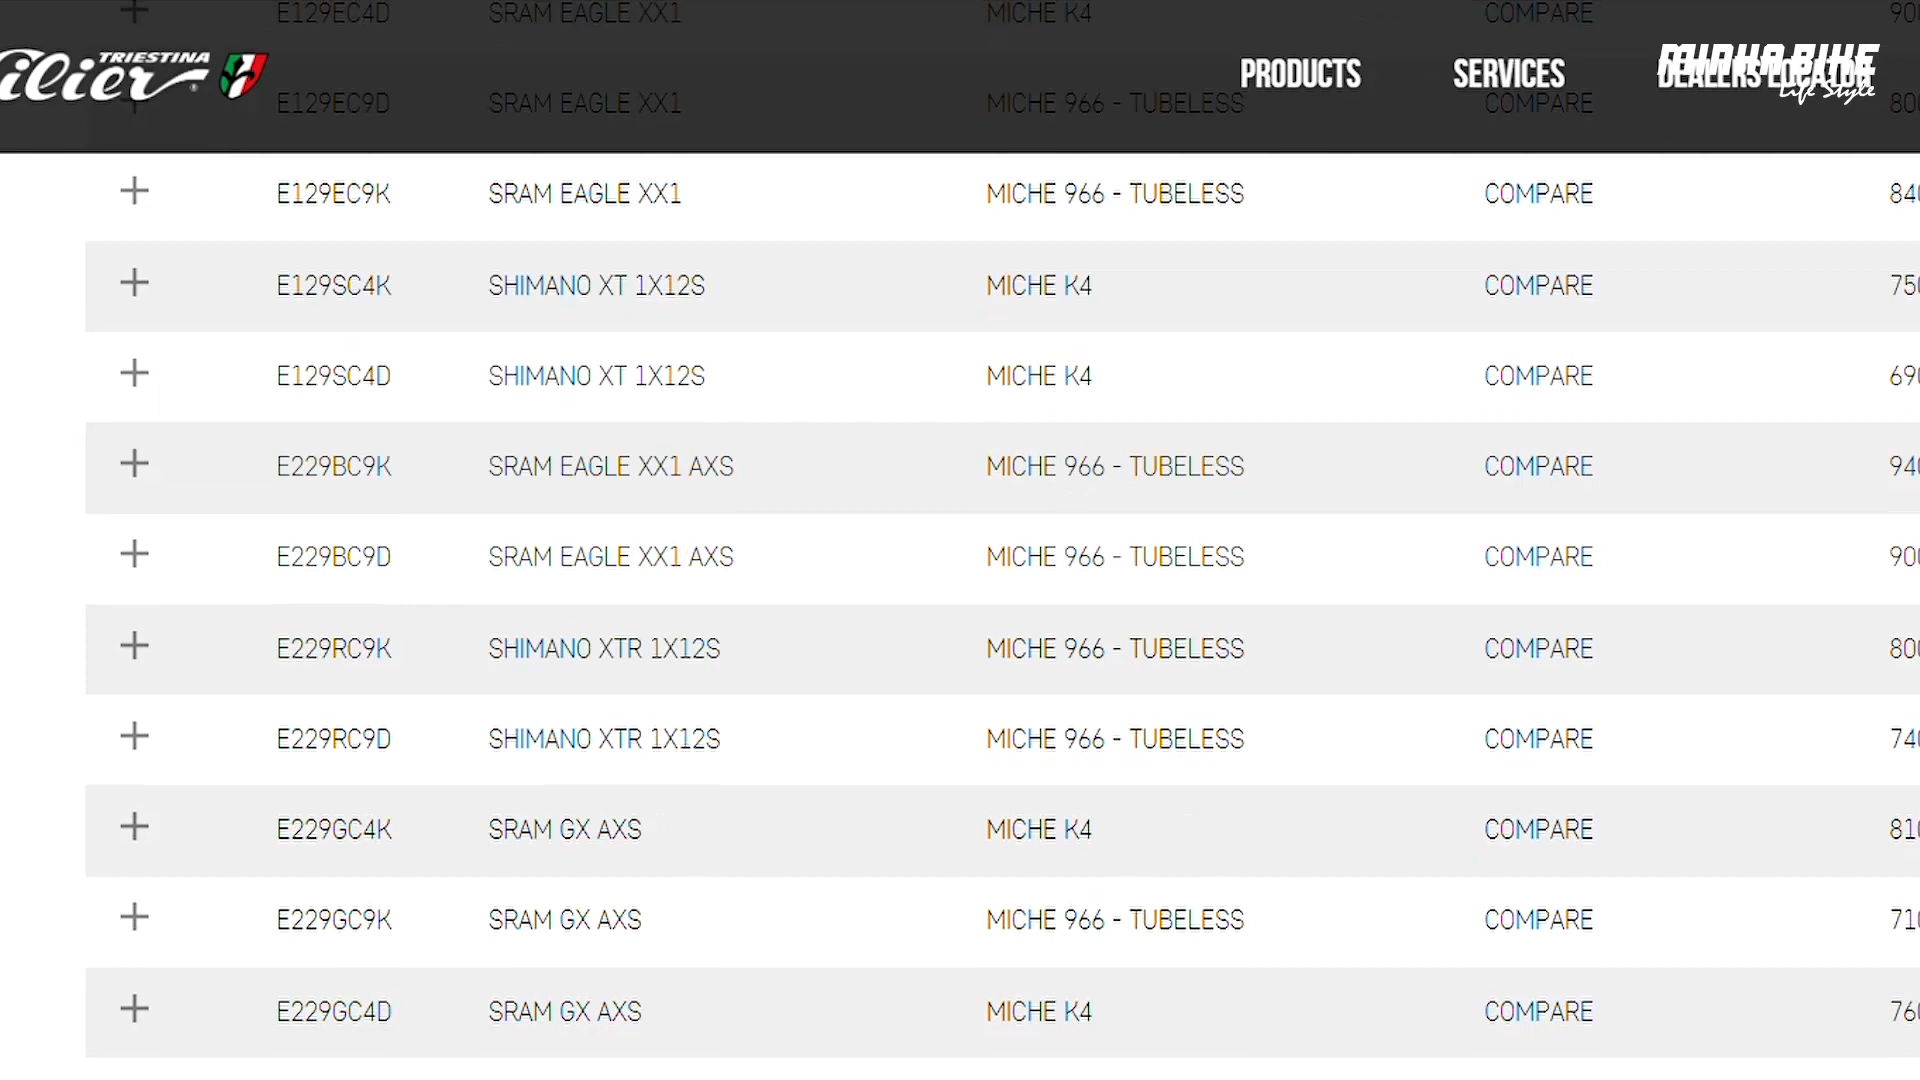 E129EC4D SRAM EAGLE XX1 MICHE K4 COMPARE 900
TRIESTINA
ilier
PRODUCTS SERVICES DEALERS LOCATOR
MINHA BIKE
Life Style
E129EC9D SRAM EAGLE XX1 MICHE 966 - TUBELESS COMPARE 800
E129EC9K SRAM EAGLE XX1 MICHE 966 - TUBELESS COMPARE 840
E129SC4K SHIMANO XT 1X12S MICHE K4 COMPARE 750
E129SC4D SHIMANO XT 1X12S MICHE K4 COMPARE 690
E229BC9K SRAM EAGLE XX1 AXS MICHE 966 - TUBELESS COMPARE 940
E229BC9D SRAM EAGLE XX1 AXS MICHE 966 - TUBELESS COMPARE 900
E229RC9K SHIMANO XTR 1X12S MICHE 966 - TUBELESS COMPARE 800
E229RC9D SHIMANO XTR 1X12S MICHE 966 - TUBELESS COMPARE 740
E229GC4K SRAM GX AXS MICHE K4 COMPARE 810
E229GC9K SRAM GX AXS MICHE 966 - TUBELESS COMPARE 710
E229GC4D SRAM GX AXS MICHE K4 COMPARE 760